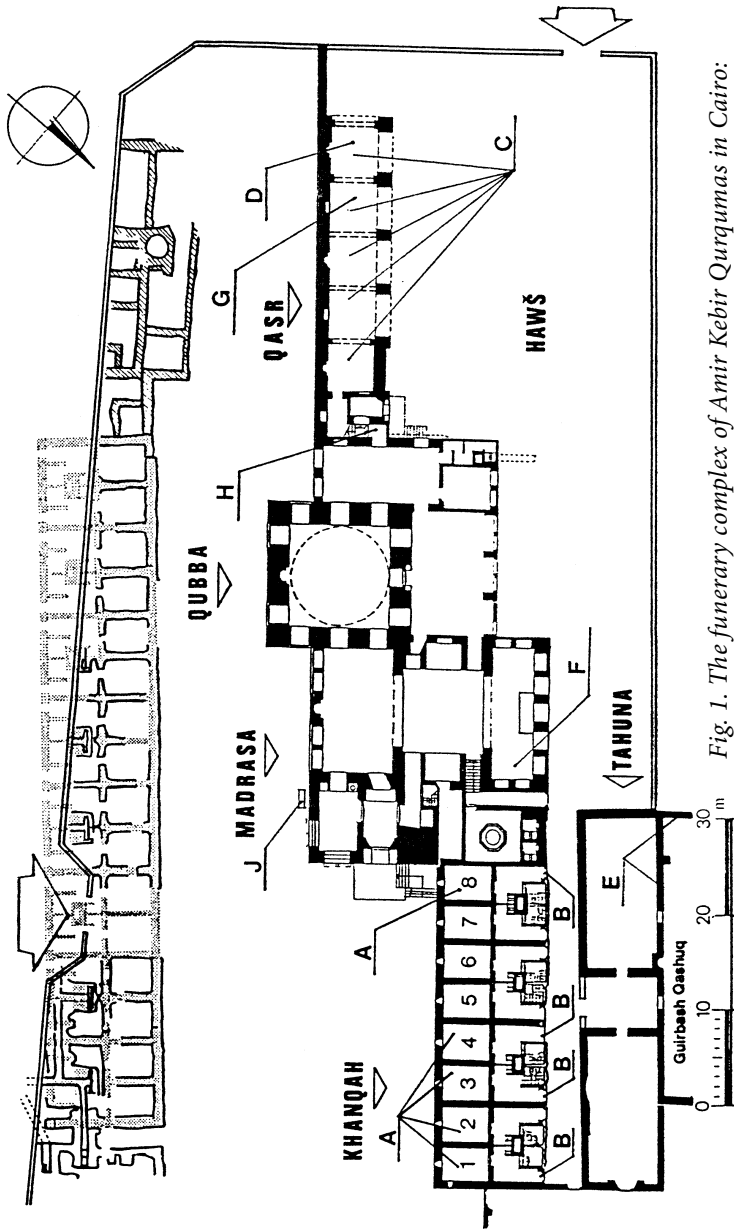 D
G
QASR
C
H
QUBBA
HAWŠ
MADRASA
J
F
TAHUNA
A
KHANQAH
A
1 2 3 4 5 6 7 8
B
B
B
B
E
Guirbash Qashuq
0 10 20 30 m
Fig. 1. The funerary complex of Amir Kebir Qurqumas in Cairo: